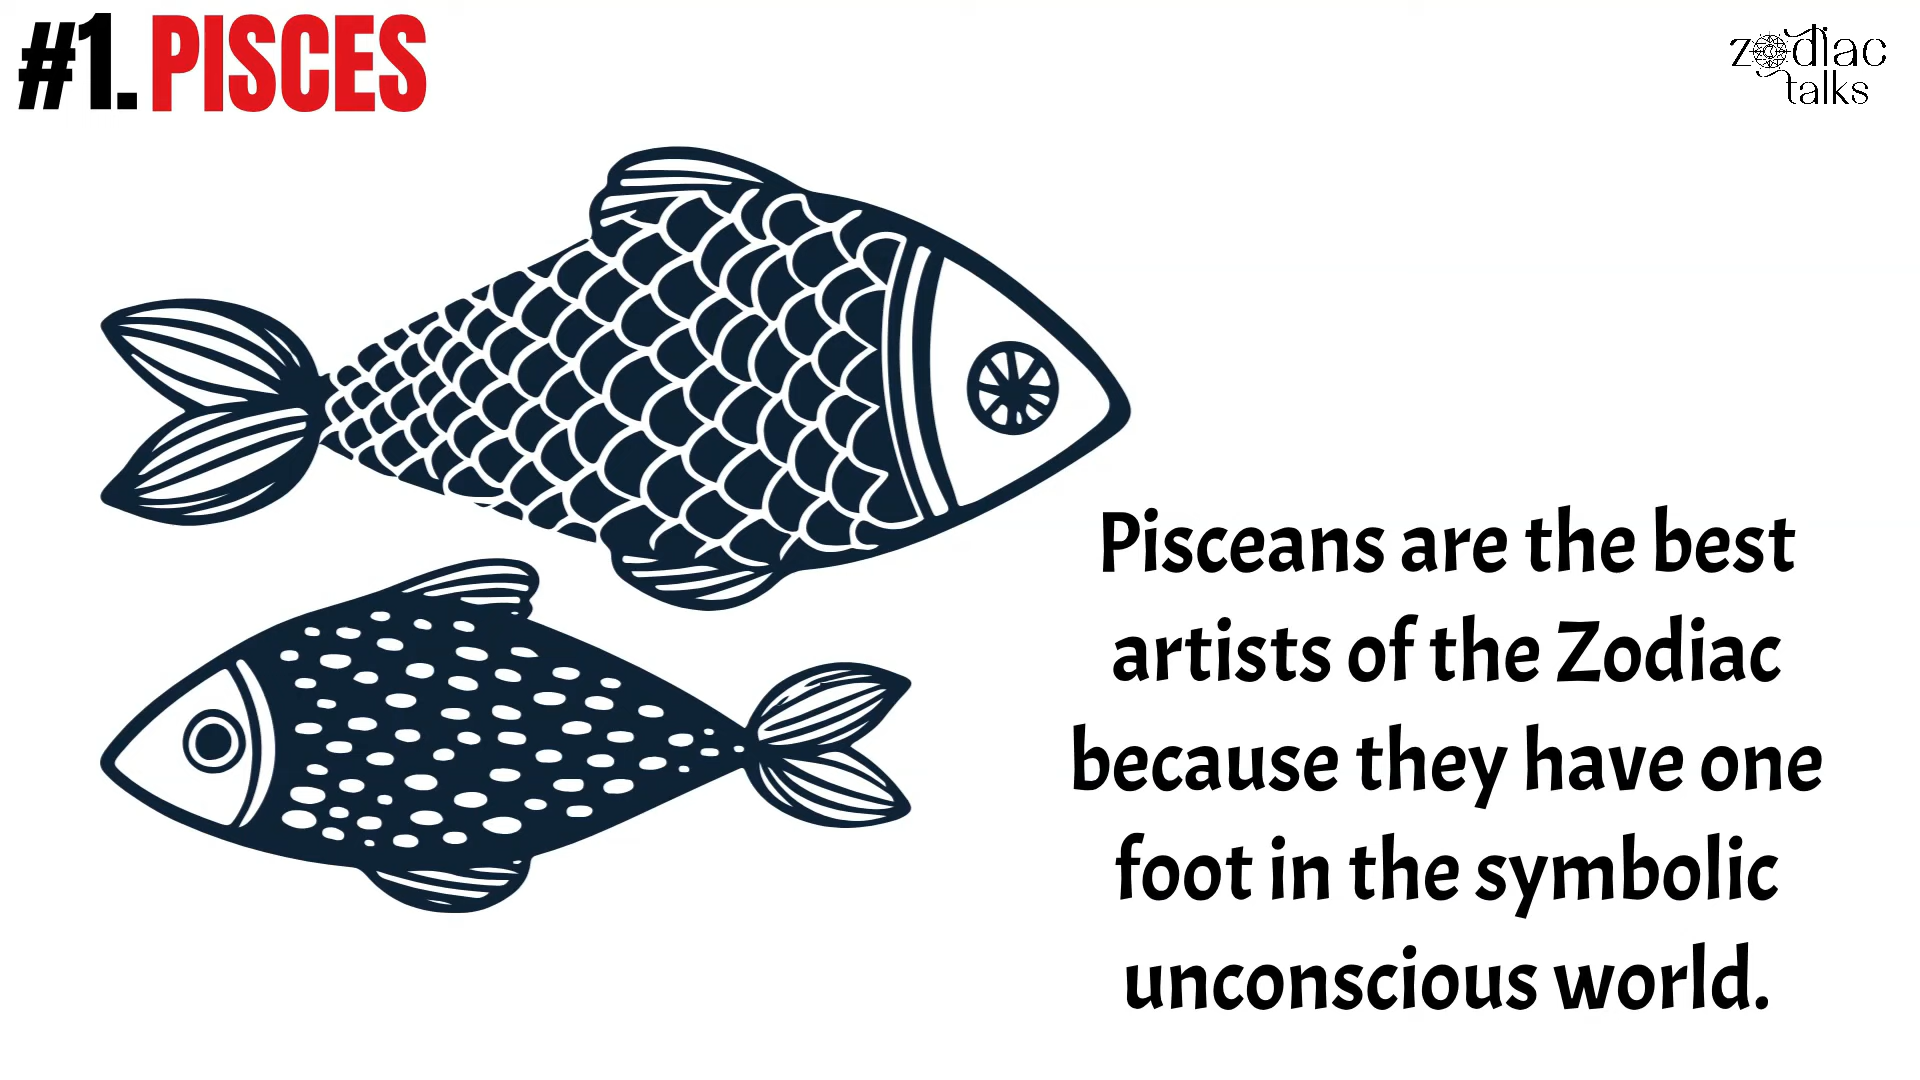 #1. PISCES
zodiac
talks
Pisceans are the best
artists of the Zodiac
because they have one
foot in the symbolic
unconscious world.